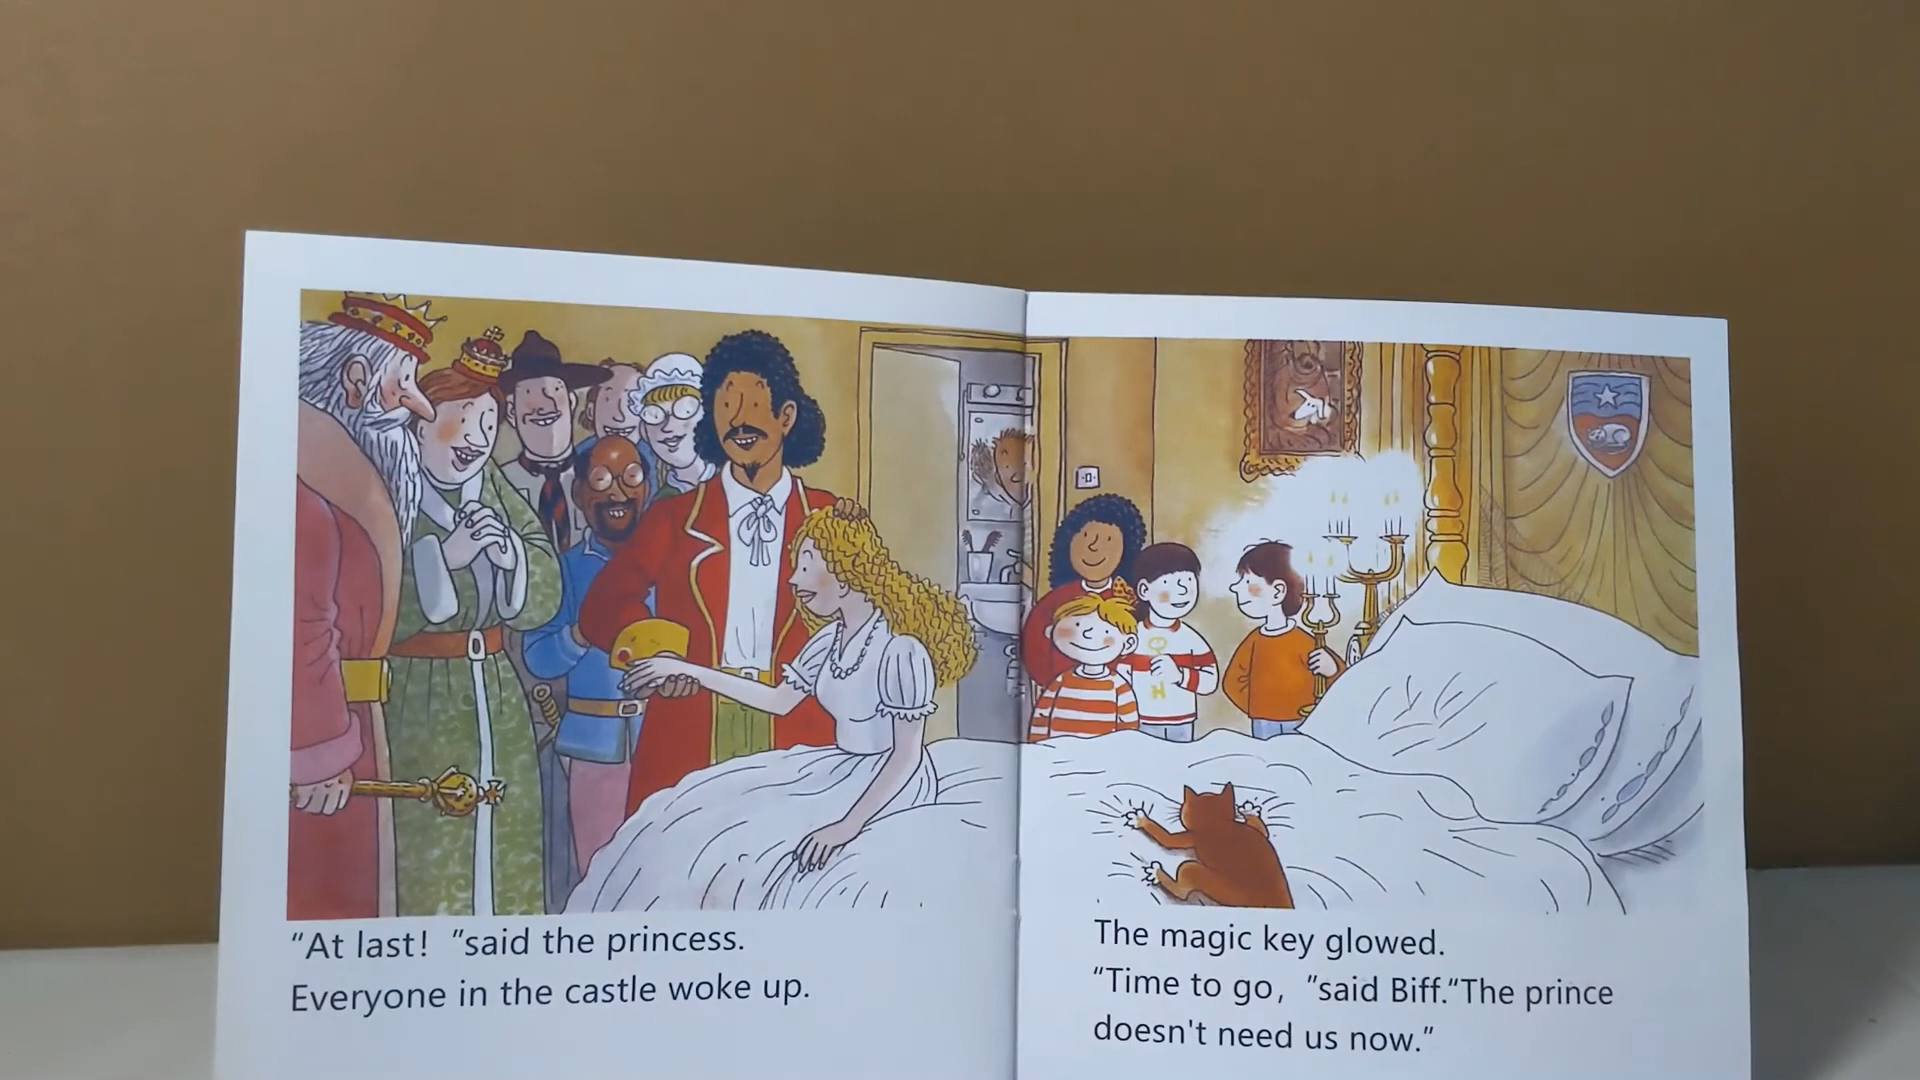 “At last! ”said the princess.
Everyone in the castle woke up.
The magic key glowed.
“Time to go, ”said Biff.“The prince
doesn't need us now.”